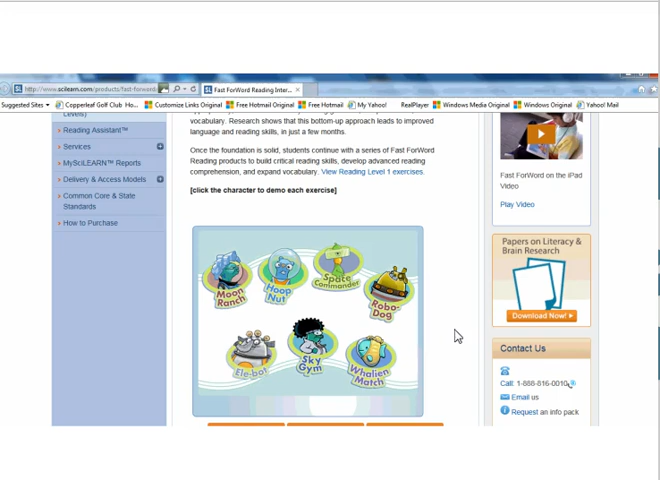 http://www.scilearn.com/products/fast-forword/
Fast ForWord Reading Inter...
Suggested Sites
Copperleaf Golf Club Ho...
Customize Links Original
Free Hotmail Original
Free Hotmail
My Yahoo!
RealPlayer
Windows Media Original
Windows Original
Yahoo! Mail
Levels)
Reading Assistant™
Services
MySciLEARN™ Reports
Delivery & Access Models
Common Core & State
Standards
How to Purchase
vocabulary. Research shows that this bottom-up approach leads to improved
language and reading skills, in just a few months.
Once the foundation is solid, students continue with a series of Fast ForWord
Reading products to build critical reading skills, develop advanced reading
comprehension, and expand vocabulary. View Reading Level 1 exercises.
[click the character to demo each exercise]
Moon
Ranch
Hoop
Nut
Space
Commander
Robo-
Dog
Ele-bot
Sky
Gym
Whalien
Match
Fast ForWord on the iPad
Video
Play Video
Papers on Literacy &
Brain Research
Download Now!
Contact Us
Call: 1-888-816-0010
Email us
Request an info pack